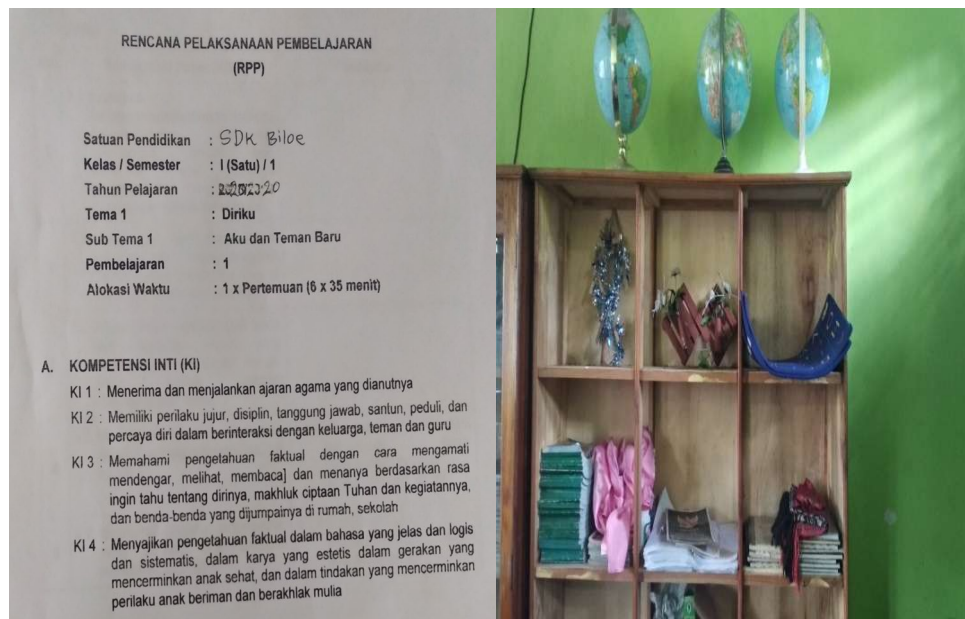 RENCANA PELAKSANAAN PEMBELAJARAN
(RPP)
Satuan Pendidikan : SDK Biloe
Kelas / Semester : I (Satu) / 1
Tahun Pelajaran :
Tema 1 : Diriku
Sub Tema 1 : Aku dan Teman Baru
Pembelajaran : 1
Alokasi Waktu : 1 x Pertemuan (6 x 35 menit)
A. KOMPETENSI INTI (KI)
KI 1 : Menerima dan menjalankan ajaran agama yang dianutnya
KI 2 : Memiliki perilaku jujur, disiplin, tanggung jawab, santun, peduli, dan
percaya diri dalam berinteraksi dengan keluarga, teman dan guru
KI 3 : Memahami pengetahuan faktual dengan cara mengamati
mendengar, melihat, membaca] dan menanya berdasarkan rasa
ingin tahu tentang dirinya, makhluk ciptaan Tuhan dan kegiatannya,
dan benda-benda yang dijumpainya di rumah, sekolah
KI 4 : Menyajikan pengetahuan faktual dalam bahasa yang jelas dan logis
dan sistematis, dalam karya yang estetis dalam gerakan yang
mencerminkan anak sehat, dan dalam tindakan yang mencerminkan
perilaku anak beriman dan berakhlak mulia